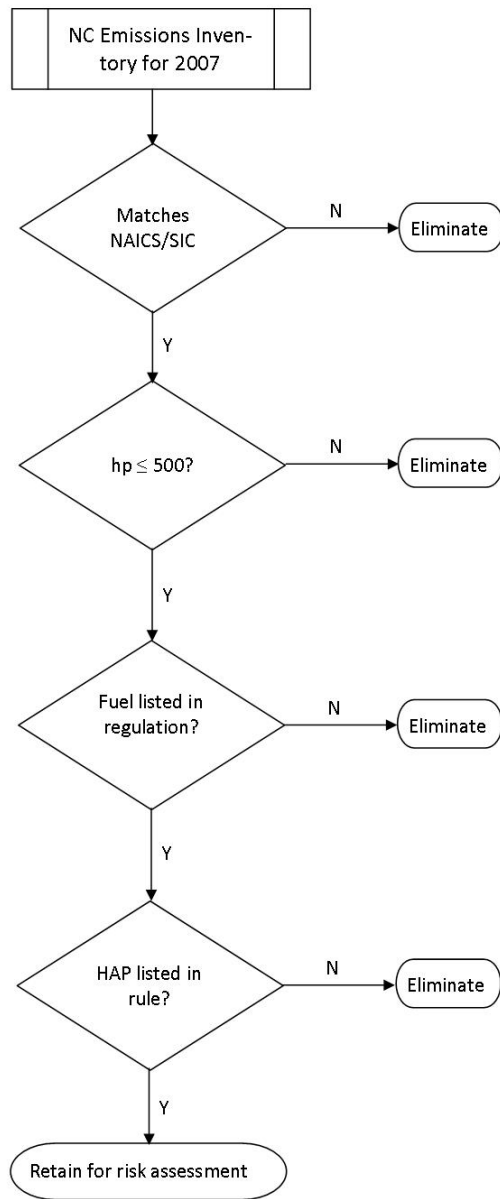 NC Emissions Inven-
tory for 2007
Matches
NAICS/SIC
N
Eliminate
Y
hp ≤ 500?
N
Eliminate
Y
Fuel listed in
regulation?
N
Eliminate
Y
HAP listed in
rule?
N
Eliminate
Y
Retain for risk assessment